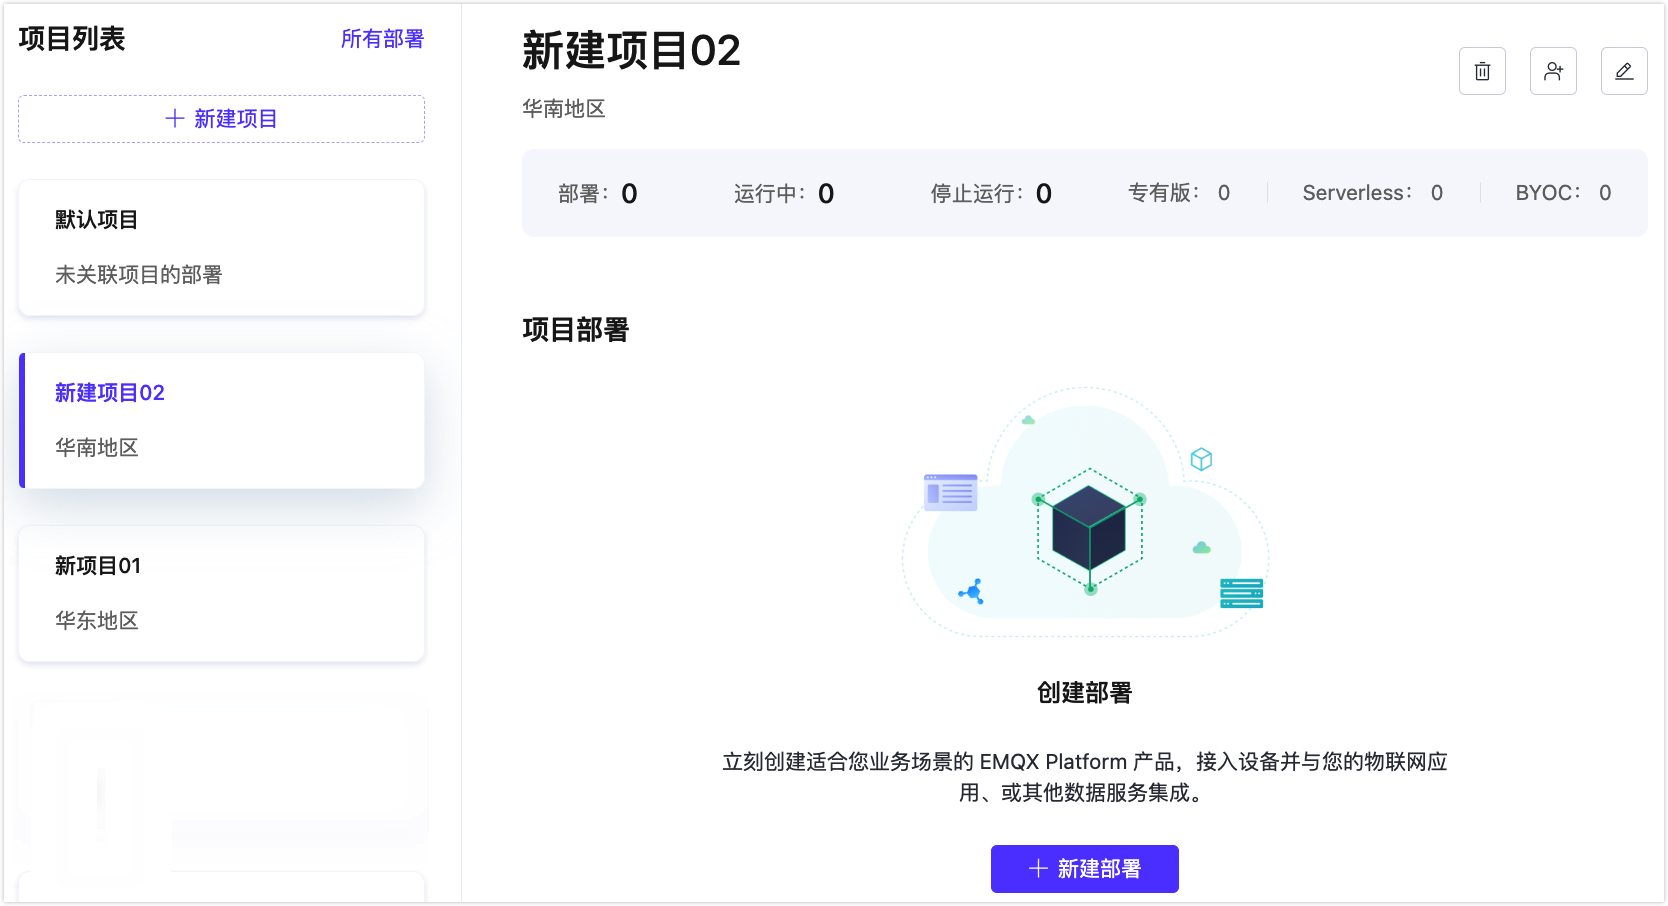 项目列表
所有部署
新建项目
默认项目
未关联项目的部署
新建项目02
华南地区
新项目01
华东地区
新建项目02
华南地区
部署: 0
运行中: 0
停止运行: 0
专有版: 0
Serverless: 0
BYOC: 0
项目部署
创建部署
立刻创建适合您业务场景的 EMQX Platform 产品，接入设备并与您的物联网应
用、或其他数据服务集成。
新建部署